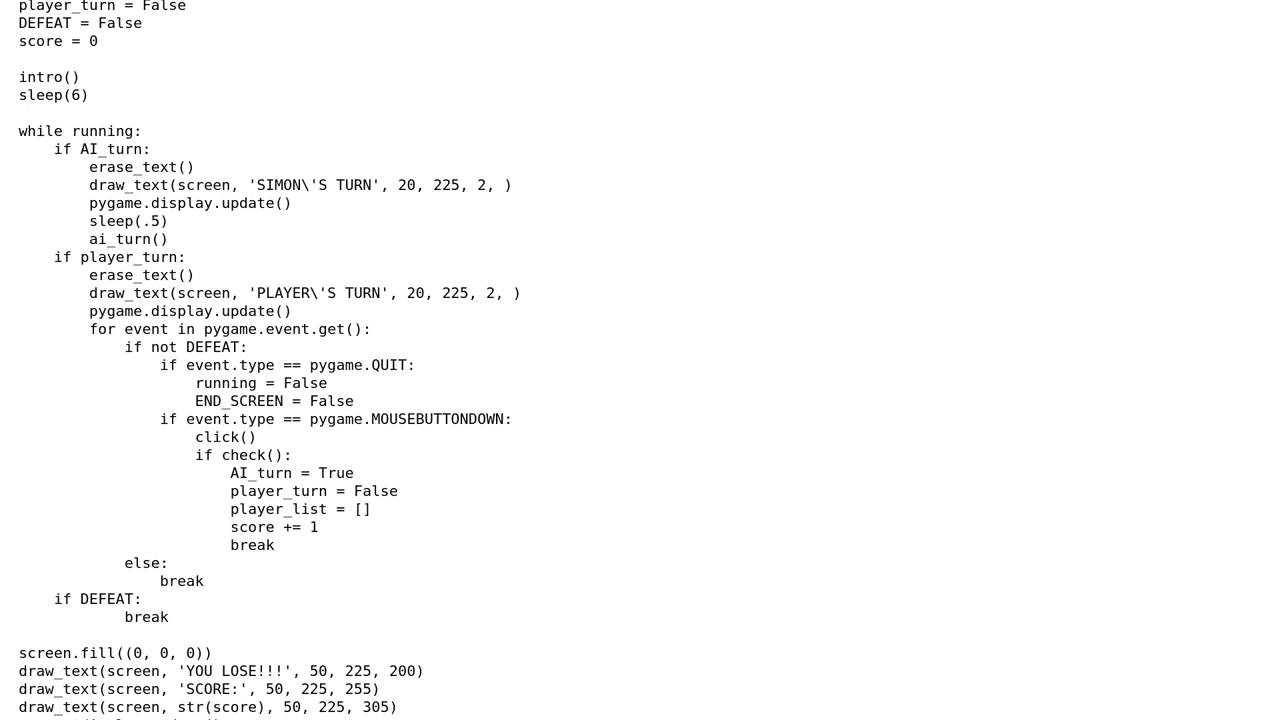 player_turn = False
DEFEAT = False
score = 0

intro()
sleep(6)

while running:
    if AI_turn:
        erase_text()
        draw_text(screen, 'SIMON\'S TURN', 20, 225, 2, )
        pygame.display.update()
        sleep(.5)
        ai_turn()
    if player_turn:
        erase_text()
        draw_text(screen, 'PLAYER\'S TURN', 20, 225, 2, )
        pygame.display.update()
        for event in pygame.event.get():
            if not DEFEAT:
                if event.type == pygame.QUIT:
                    running = False
                    END_SCREEN = False
                if event.type == pygame.MOUSEBUTTONDOWN:
                    click()
                    if check():
                        AI_turn = True
                        player_turn = False
                        player_list = []
                        score += 1
                        break
            else:
                break
    if DEFEAT:
            break

screen.fill((0, 0, 0))
draw_text(screen, 'YOU LOSE!!!', 50, 225, 200)
draw_text(screen, 'SCORE:', 50, 225, 255)
draw_text(screen, str(score), 50, 225, 305)